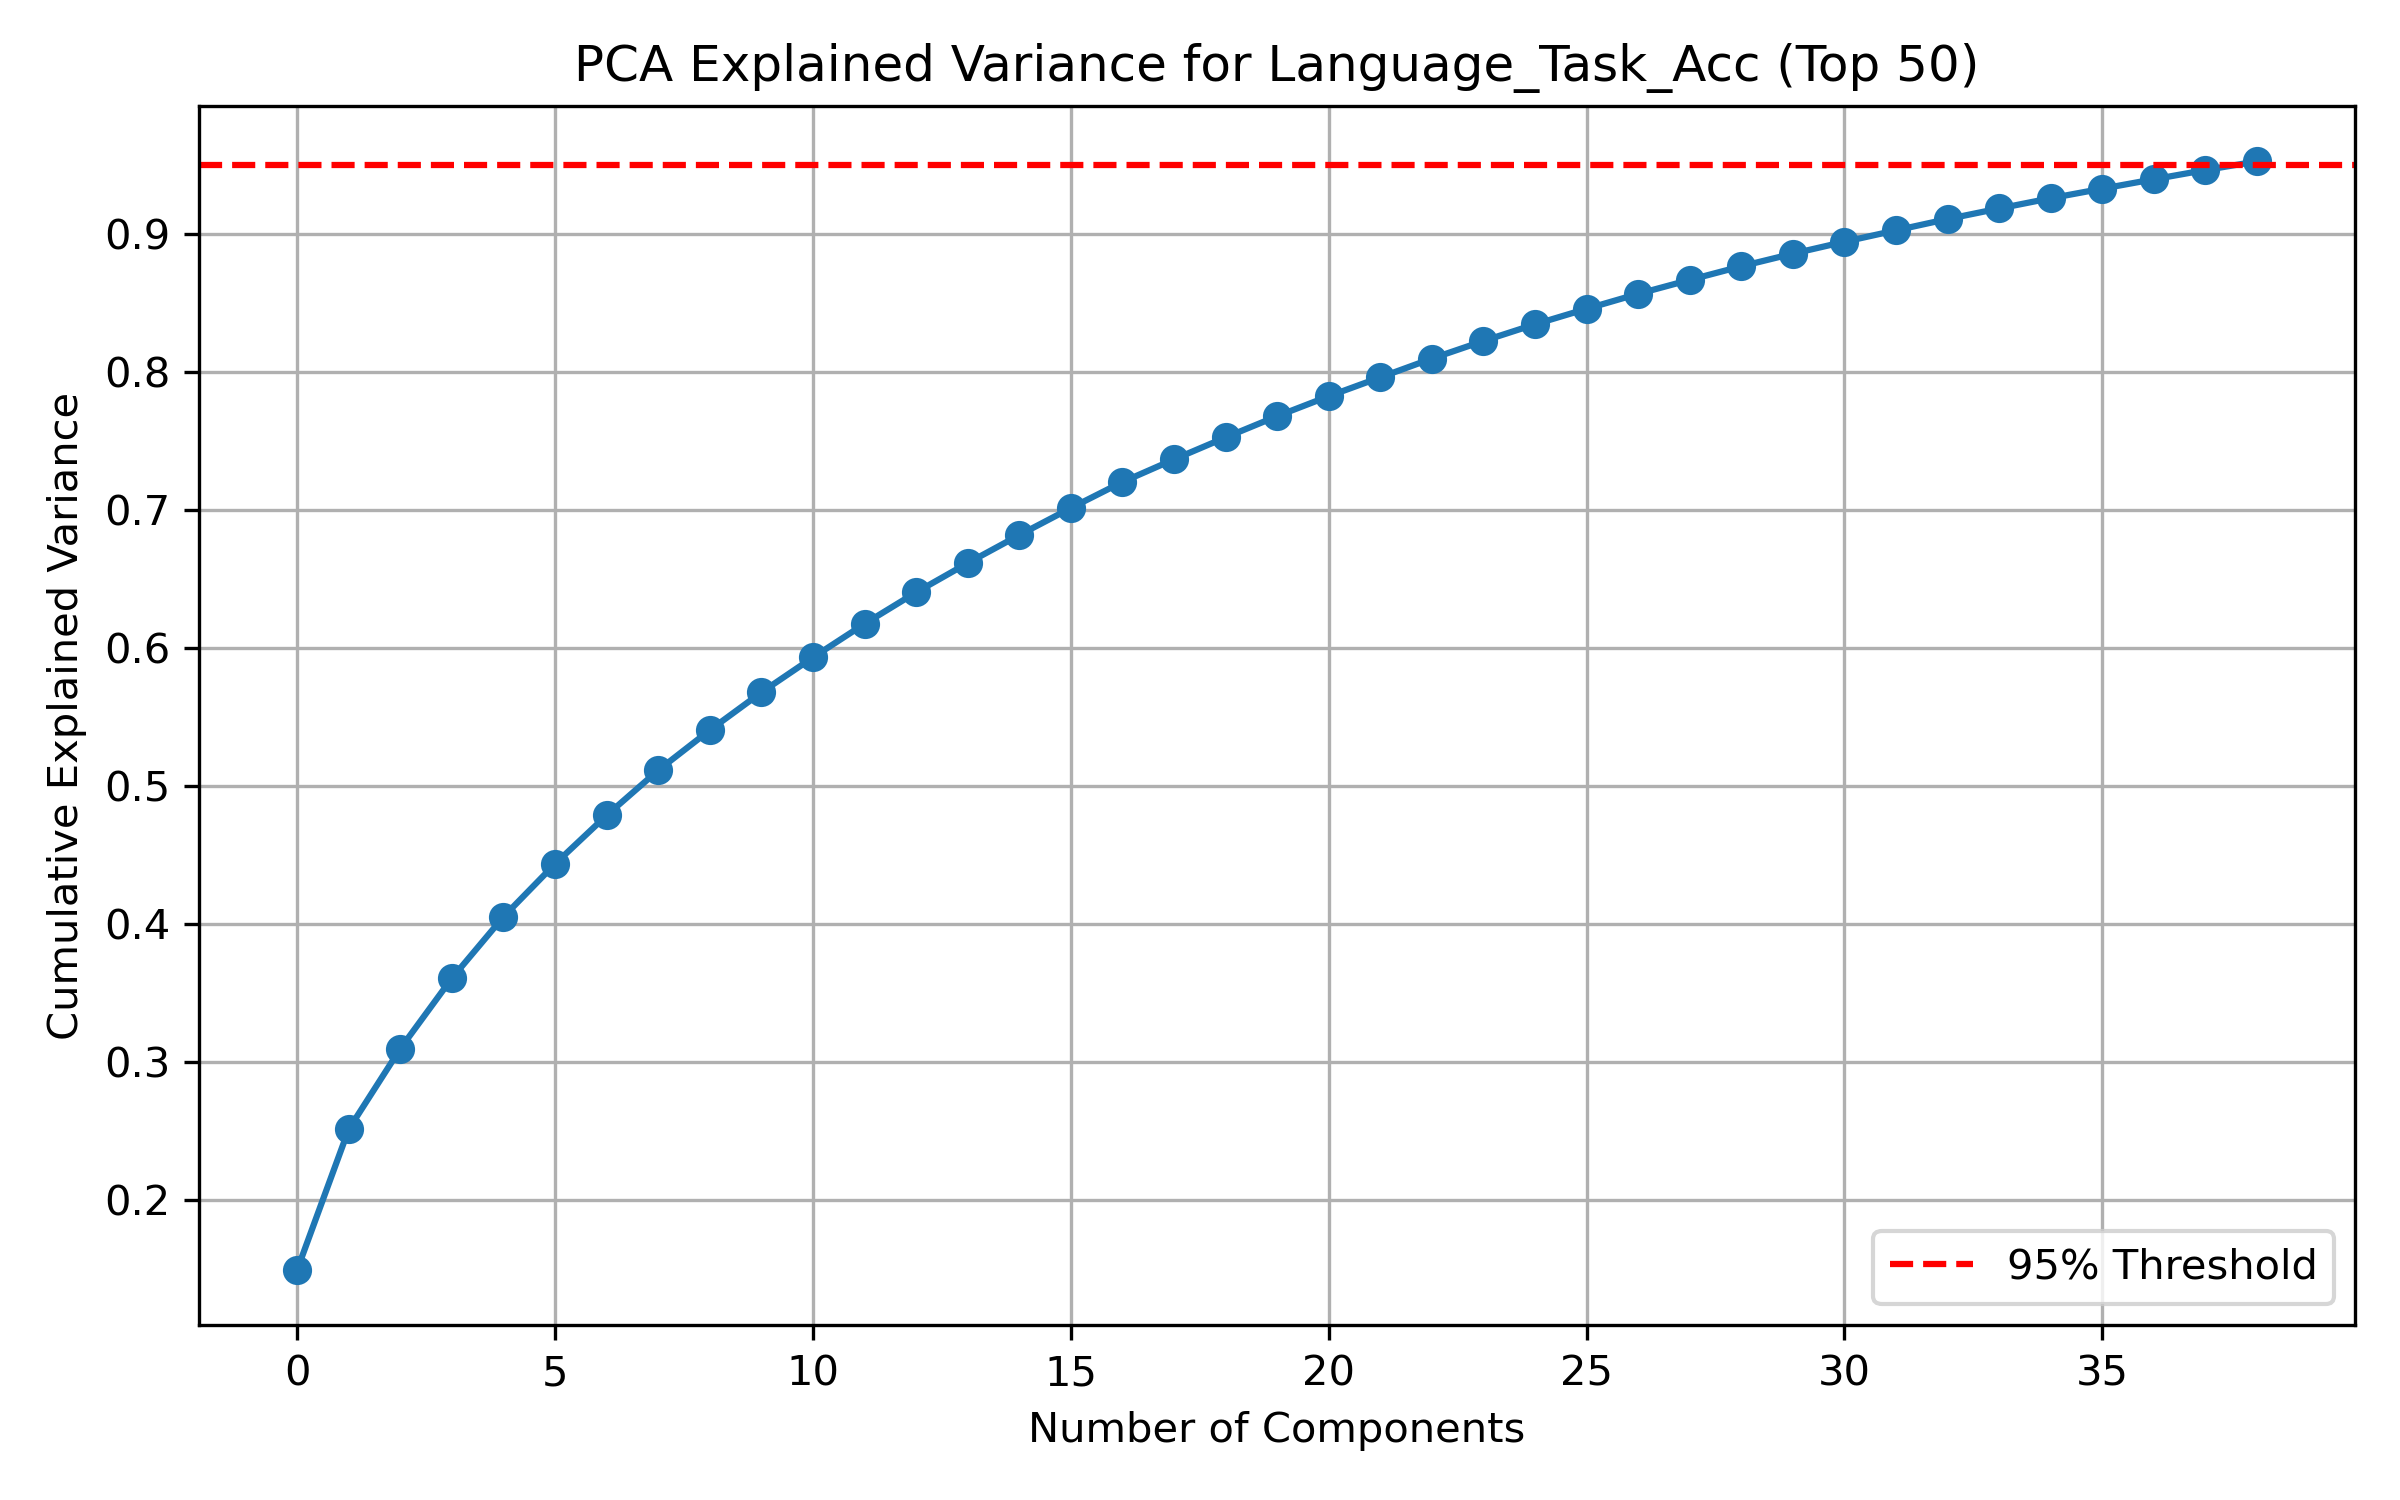 PCA Explained Variance for Language_Task_Acc (Top 50)
Cumulative Explained Variance
0.9
0.8
0.7
0.6
0.5
0.4
0.3
0.2
95% Threshold
0 5 10 15 20 25 30 35
Number of Components